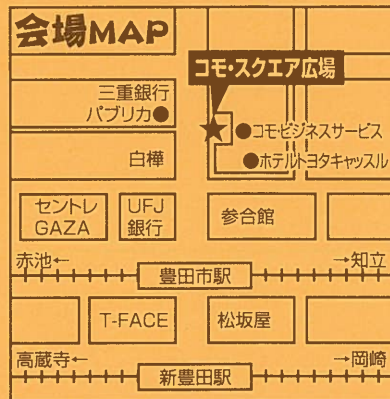 会場MAP
コモ・スクエア広場
三重銀行
パブリカ●
★
●コモ・ビジネスサービス
白樺
●ホテルトヨタキャッスル
セントレ
GAZA
UFJ
銀行
参合館
赤池←
→知立
豊田市駅
T-FACE
松坂屋
高蔵寺←
→岡崎
新豊田駅